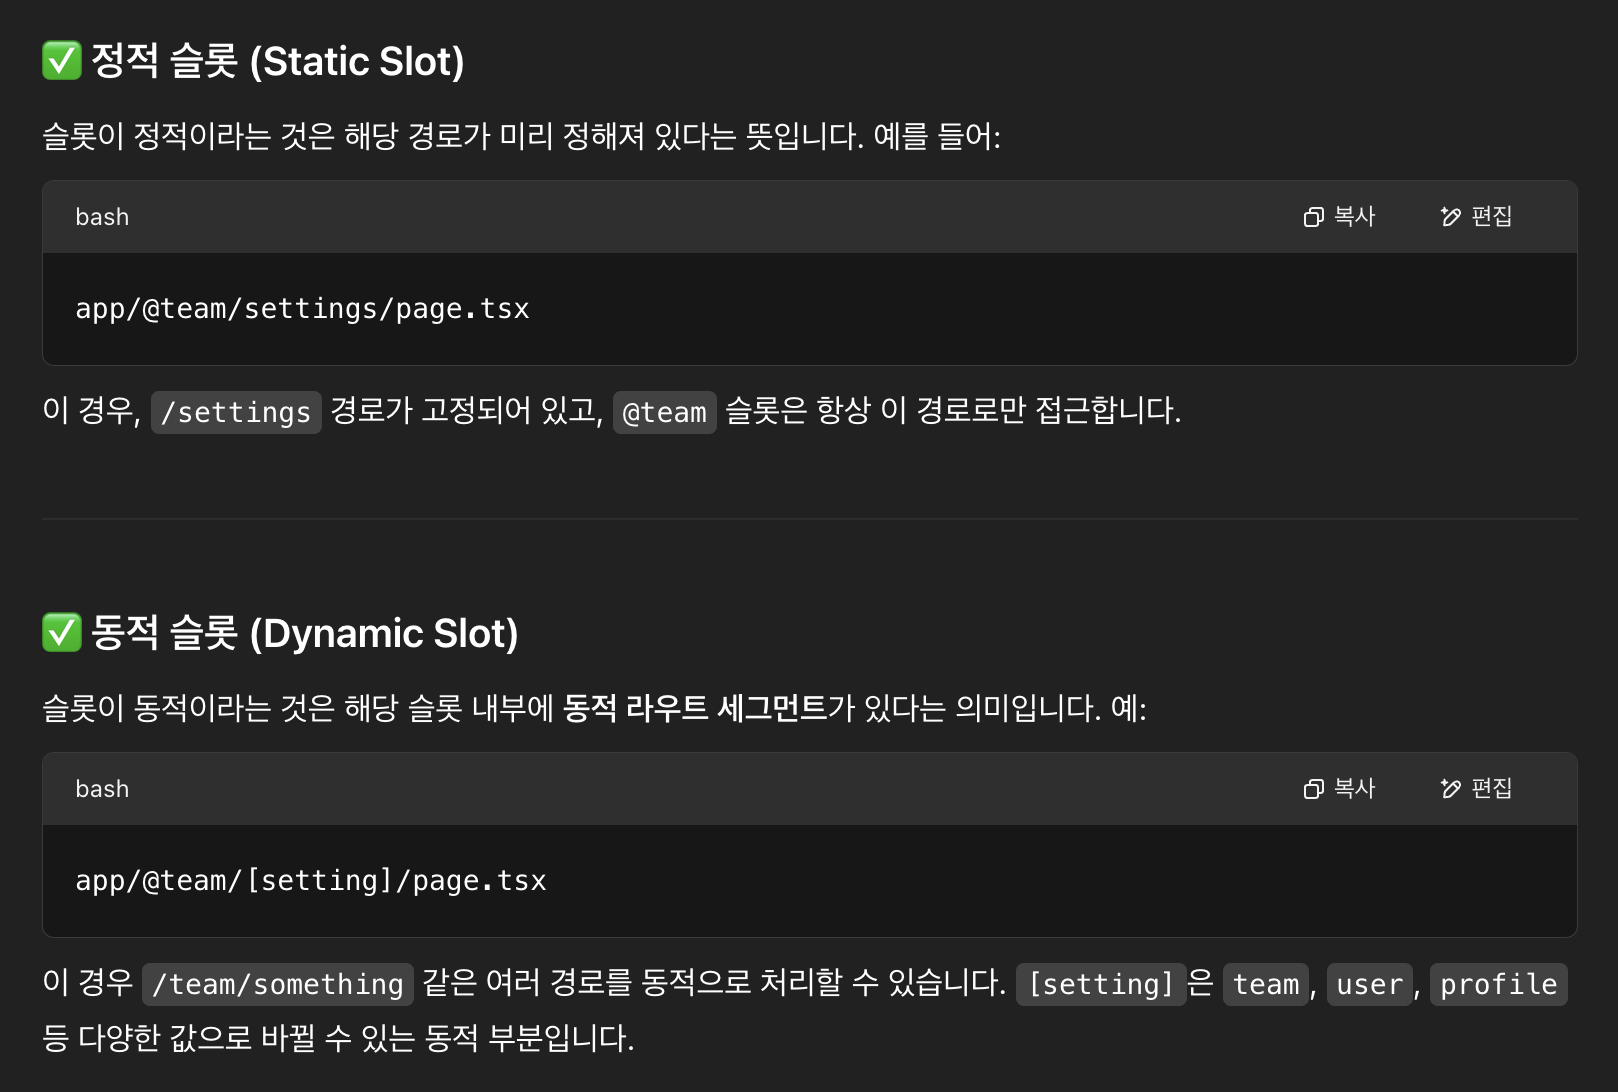 ✅ 정적 슬롯 (Static Slot)
슬롯이 정적이라는 것은 해당 경로가 미리 정해져 있다는 뜻입니다. 예를 들어:
bash 복사 편집
app/@team/settings/page.tsx
이 경우, /settings 경로가 고정되어 있고, @team 슬롯은 항상 이 경로로만 접근합니다.
✅ 동적 슬롯 (Dynamic Slot)
슬롯이 동적이라는 것은 해당 슬롯 내부에 동적 라우트 세그먼트가 있다는 의미입니다. 예:
bash 복사 편집
app/@team/[setting]/page.tsx
이 경우 /team/something 같은 여러 경로를 동적으로 처리할 수 있습니다. [setting]은 team, user, profile
등 다양한 값으로 바뀔 수 있는 동적 부분입니다.